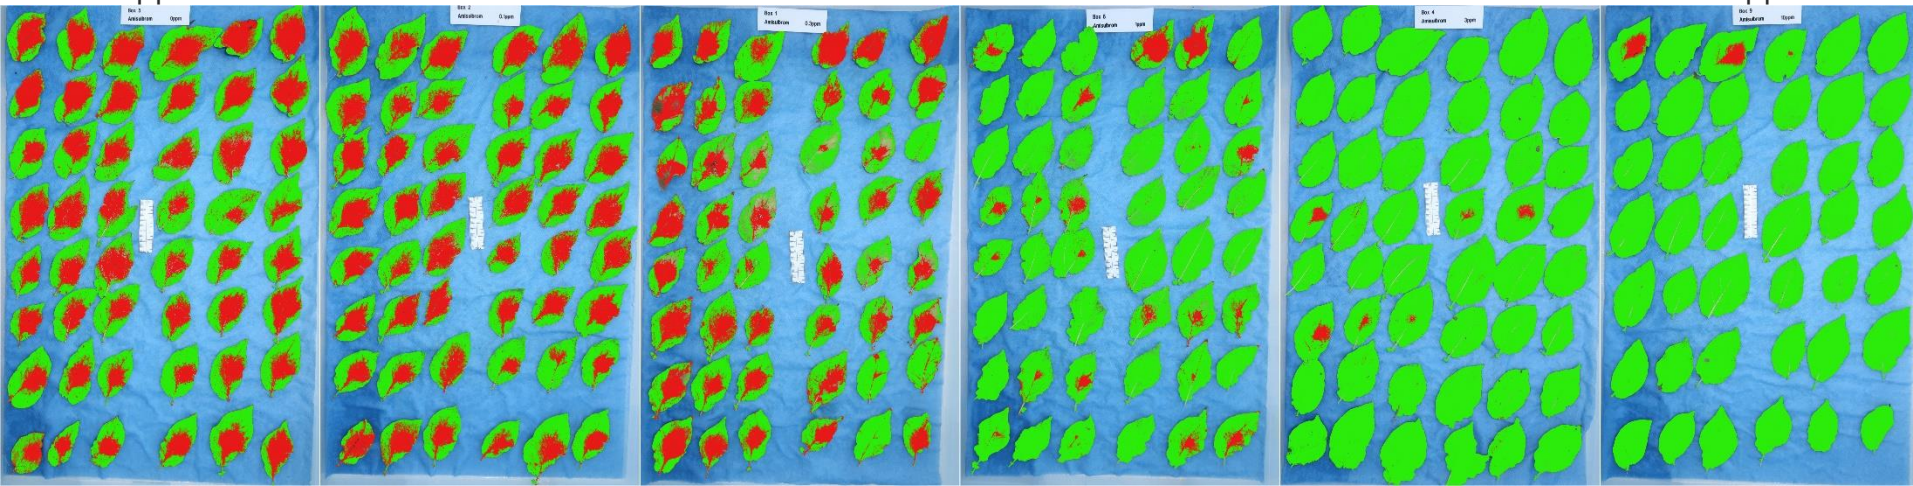 Box 3
Amisulbrom 0ppm
Box 2
Amisulbrom 0.1ppm
Box 1
Amisulbrom 0.3ppm
Box 6
Amisulbrom 1ppm
Box 4
Amisulbrom 3ppm
Box 5
Amisulbrom 10ppm